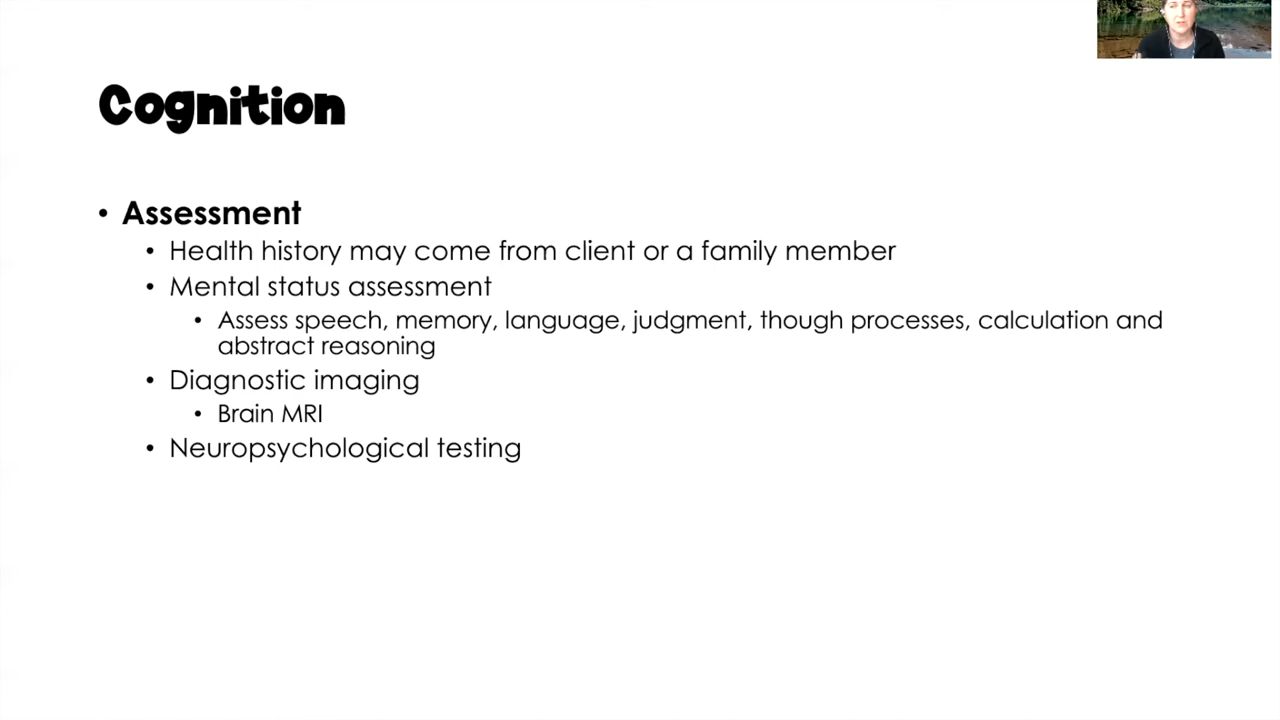 Cognition
• Assessment
• Health history may come from client or a family member
• Mental status assessment
• Assess speech, memory, language, judgment, though processes, calculation and
abstract reasoning
• Diagnostic imaging
• Brain MRI
• Neuropsychological testing